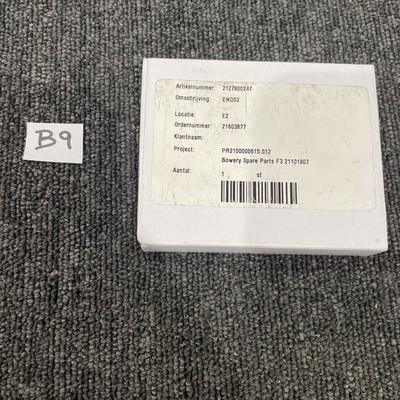 B9
Artikelnummer: 2127800247
Omschrijving: ENO02
Locatie: E2
Ordernummer: 21603877
Klantnaam:
Project: PR2100000615.012
Bowery Spare Parts F3 21101807
Aantal: 1 st